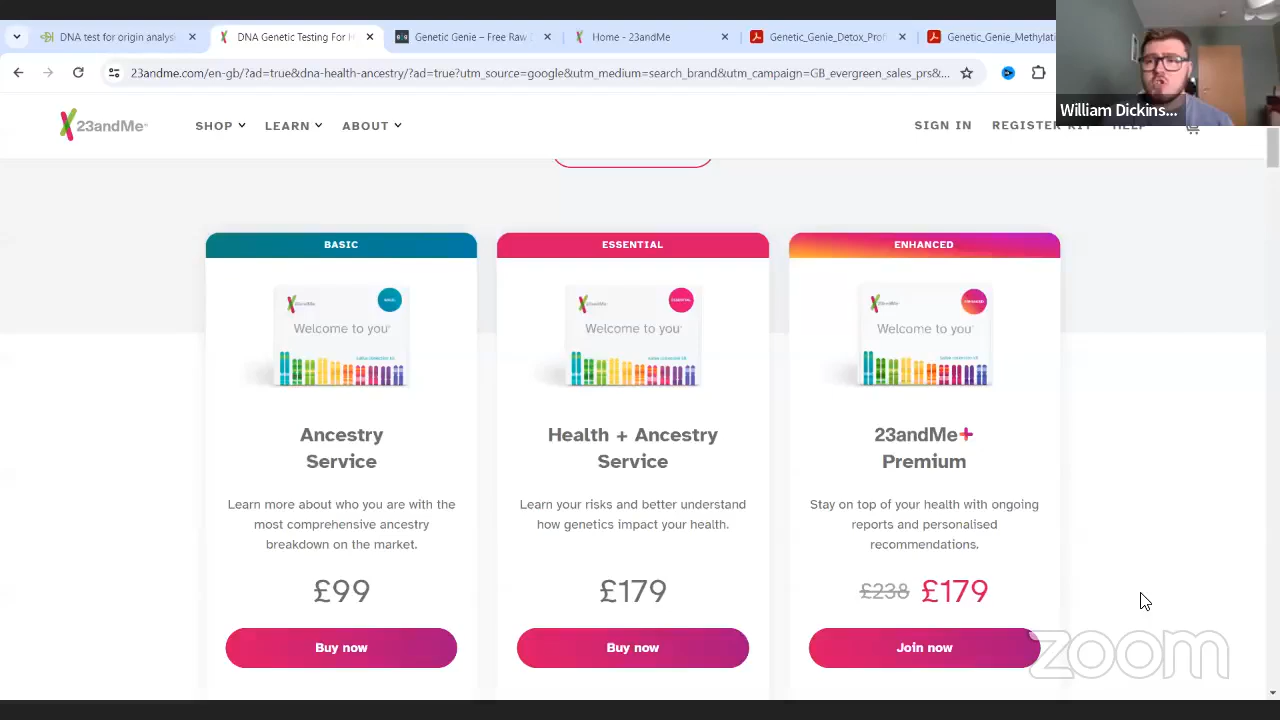 DNA test for origin analysis
DNA Genetic Testing For H
Genetic Genie – Free Raw D
Home - 23andMe
Genetic_Genie_Detox_Prof
Genetic_Genie_Methylati
23andme.com/en-gb/?ad=true&dna-health-ancestry/?ad=tru
source=google&utm_medium=search_brand&utm_campaign=GB_evergreen_sales_prs&...
William Dickins...
23andMe
SHOP
LEARN
ABOUT
SIGN IN
REGISTER KIT
HELP
BASIC
ESSENTIAL
ENHANCED
Welcome to you
Welcome to you
Welcome to you
Ancestry
Service
Health + Ancestry
Service
23andMe+
Premium
Learn more about who you are with the
most comprehensive ancestry
breakdown on the market.
Learn your risks and better understand
how genetics impact your health.
Stay on top of your health with ongoing
reports and personalised
recommendations.
£99
£179
£238 £179
Buy now
Buy now
Join now
zoom